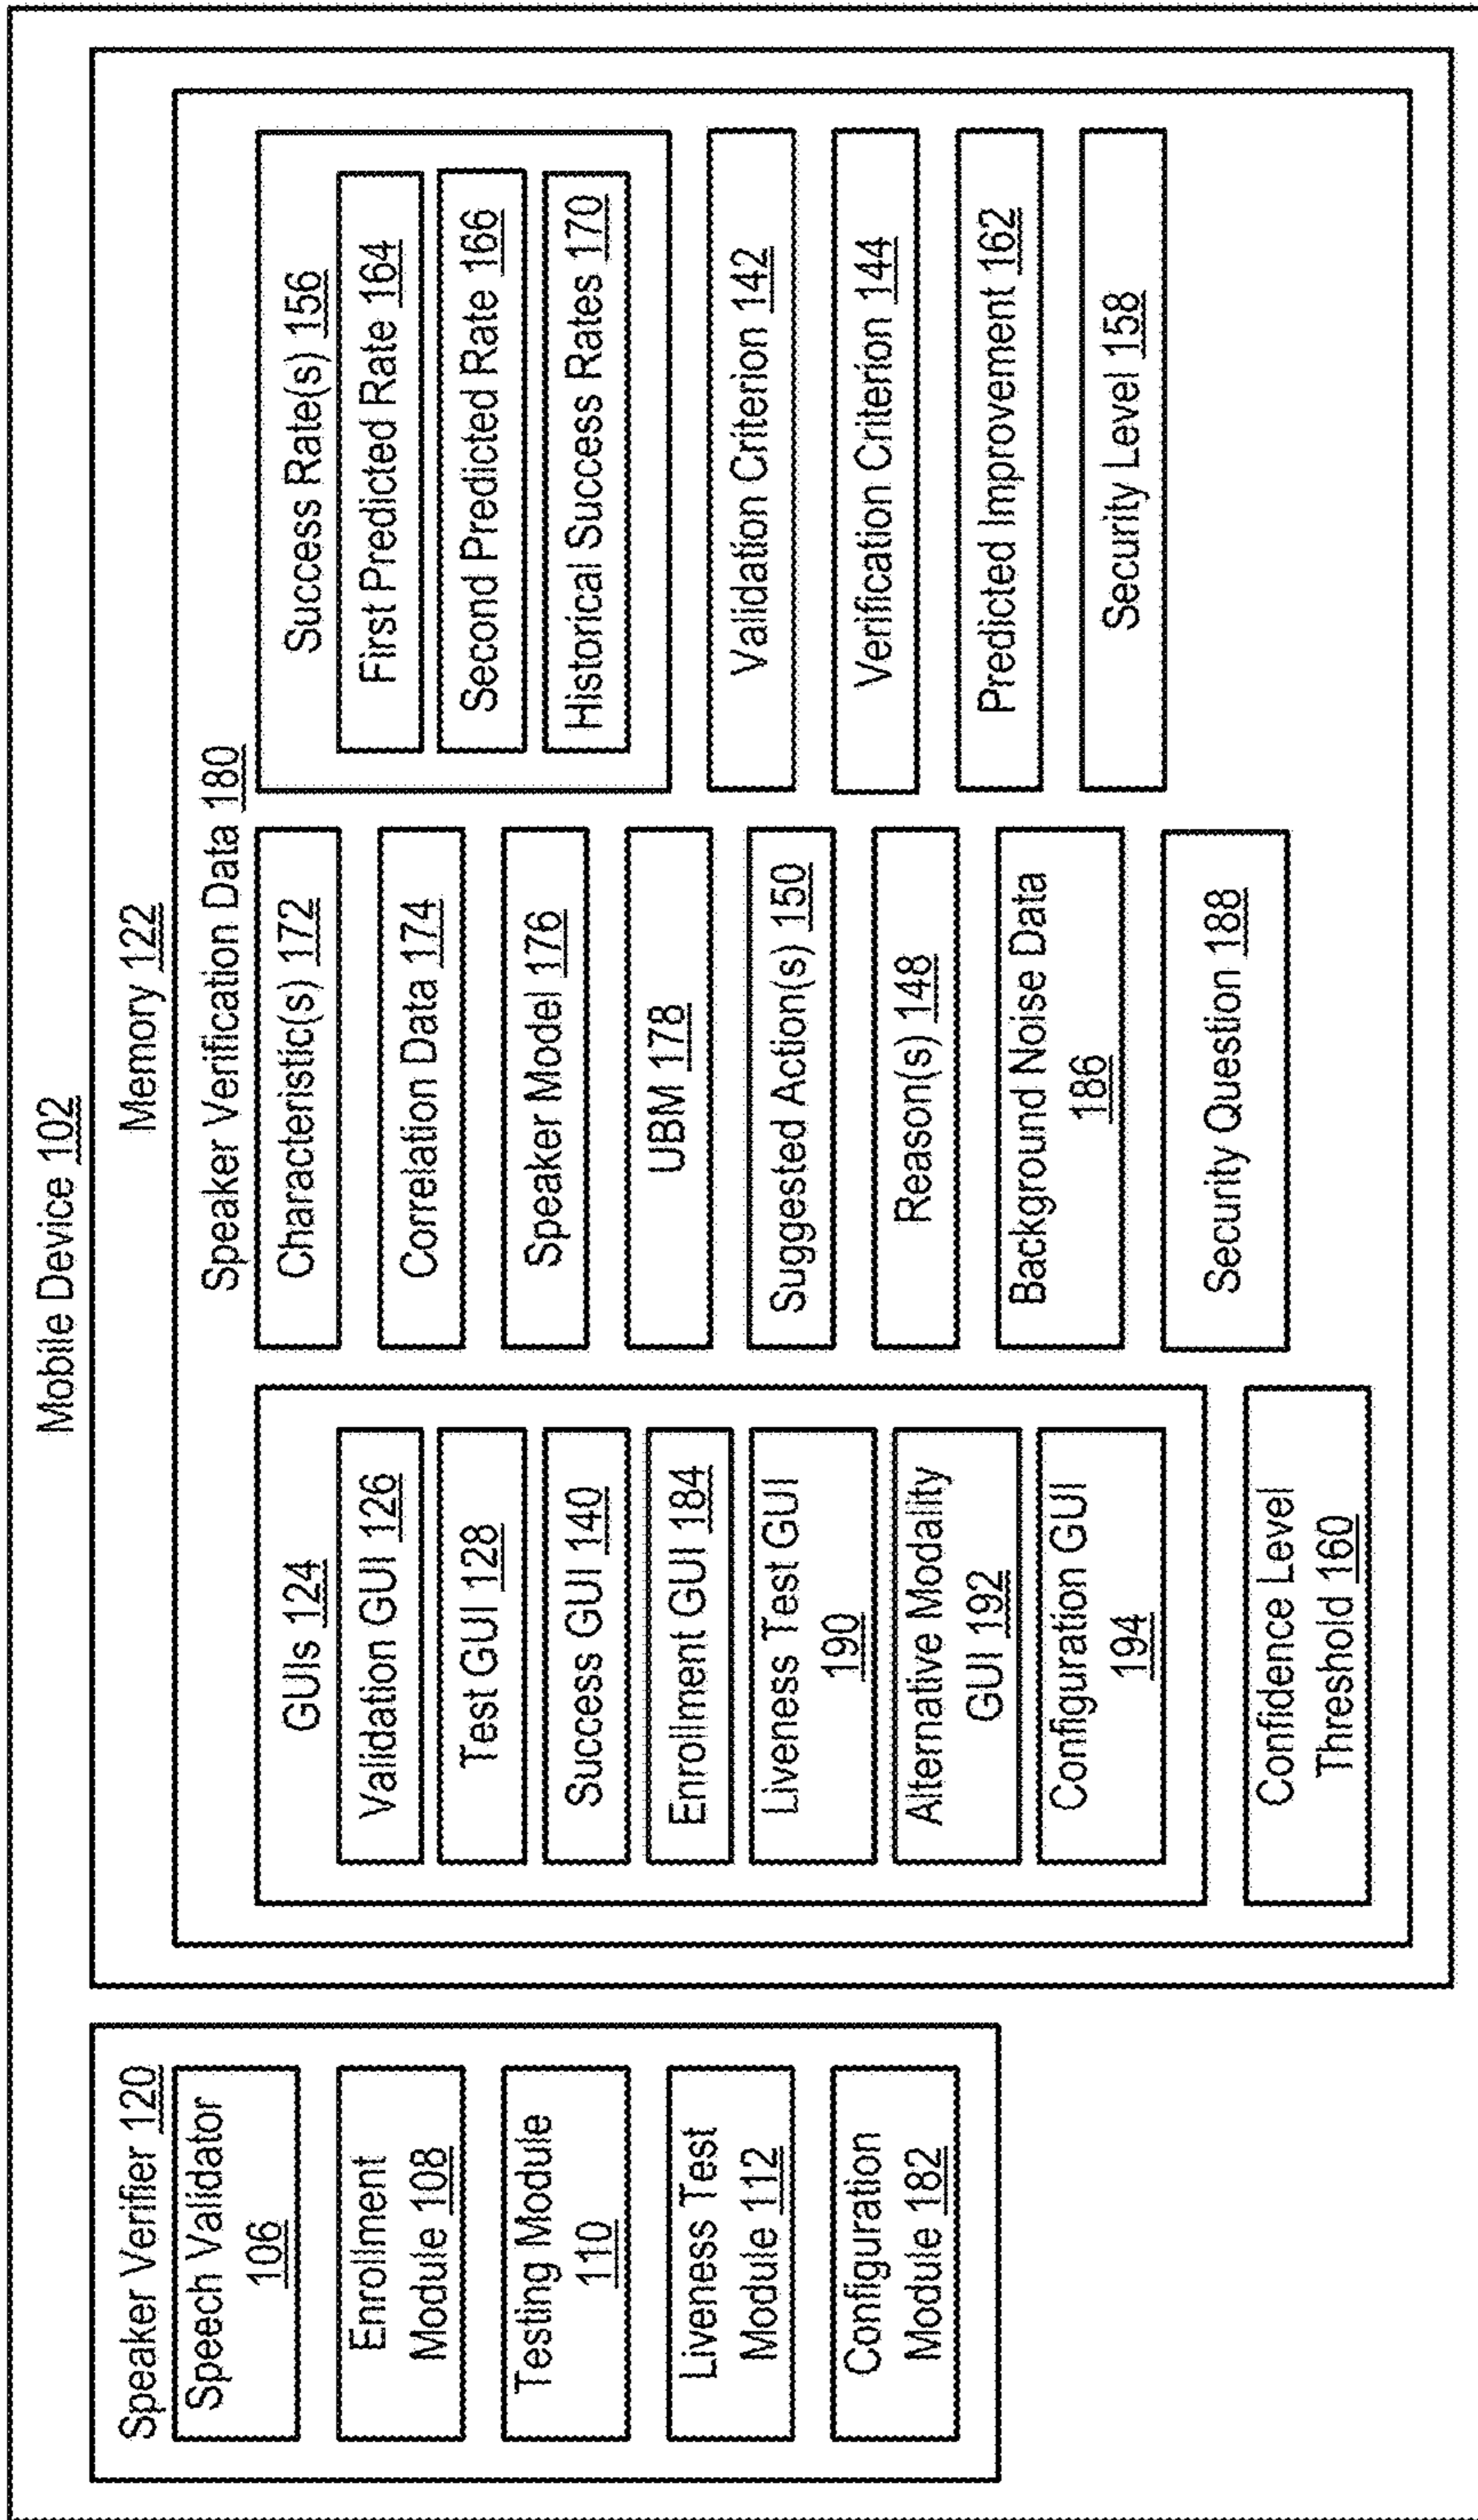 Mobile Device 102
Speaker Verifier 120
Speech Validator
106
Enrollment
Module 108
Testing Module
110
Liveness Test
Module 112
Configuration
Module 182
Memory 122
Speaker Verification Data 180
GUIs 124
Validation GUI 126
Test GUI 128
Success GUI 140
Enrollment GUI 184
Liveness Test GUI
190
Alternative Modality
GUI 192
Configuration GUI
194
Confidence Level
Threshold 160
Characteristic(s) 172
Correlation Data 174
Speaker Model 176
UBM 178
Suggested Action(s) 150
Reason(s) 148
Background Noise Data
186
Security Question 188
Success Rate(s) 156
First Predicted Rate 164
Second Predicted Rate 166
Historical Success Rates 170
Validation Criterion 142
Verification Criterion 144
Predicted Improvement 162
Security Level 158